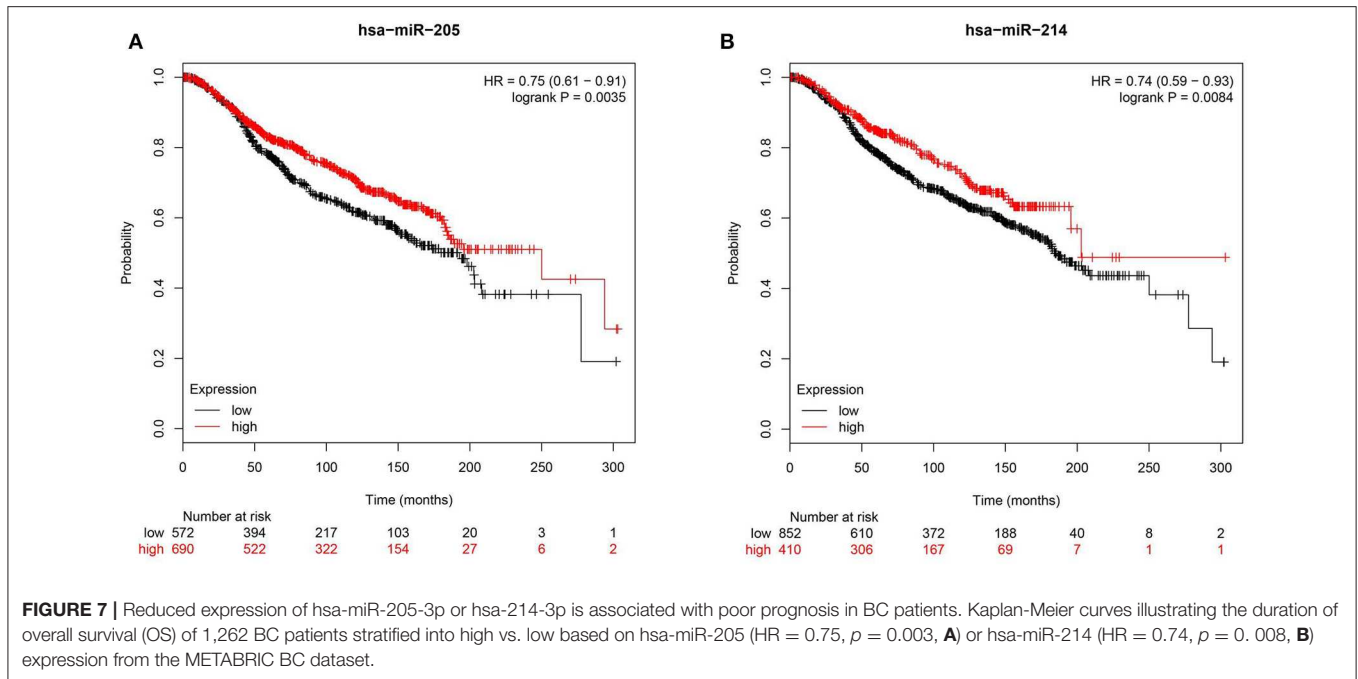 A
hsa-miR-205
HR = 0.75 (0.61 − 0.91)
logrank P = 0.0035
Probability
1.0
0.8
0.6
0.4
0.2
0.0
Expression
low
high
0 50 100 150 200 250 300
Time (months)
Number at risk
low 572 394 217 103 20 3 1
high 690 522 322 154 27 6 2
B
hsa-miR-214
HR = 0.74 (0.59 − 0.93)
logrank P = 0.0084
Probability
1.0
0.8
0.6
0.4
0.2
0.0
Expression
low
high
0 50 100 150 200 250 300
Time (months)
Number at risk
low 852 610 372 188 40 8 2
high 410 306 167 69 7 1 1
FIGURE 7 | Reduced expression of hsa-miR-205-3p or hsa-214-3p is associated with poor prognosis in BC patients. Kaplan-Meier curves illustrating the duration of
overall survival (OS) of 1,262 BC patients stratified into high vs. low based on hsa-miR-205 (HR = 0.75, p = 0.003, A) or hsa-miR-214 (HR = 0.74, p = 0. 008, B)
expression from the METABRIC BC dataset.